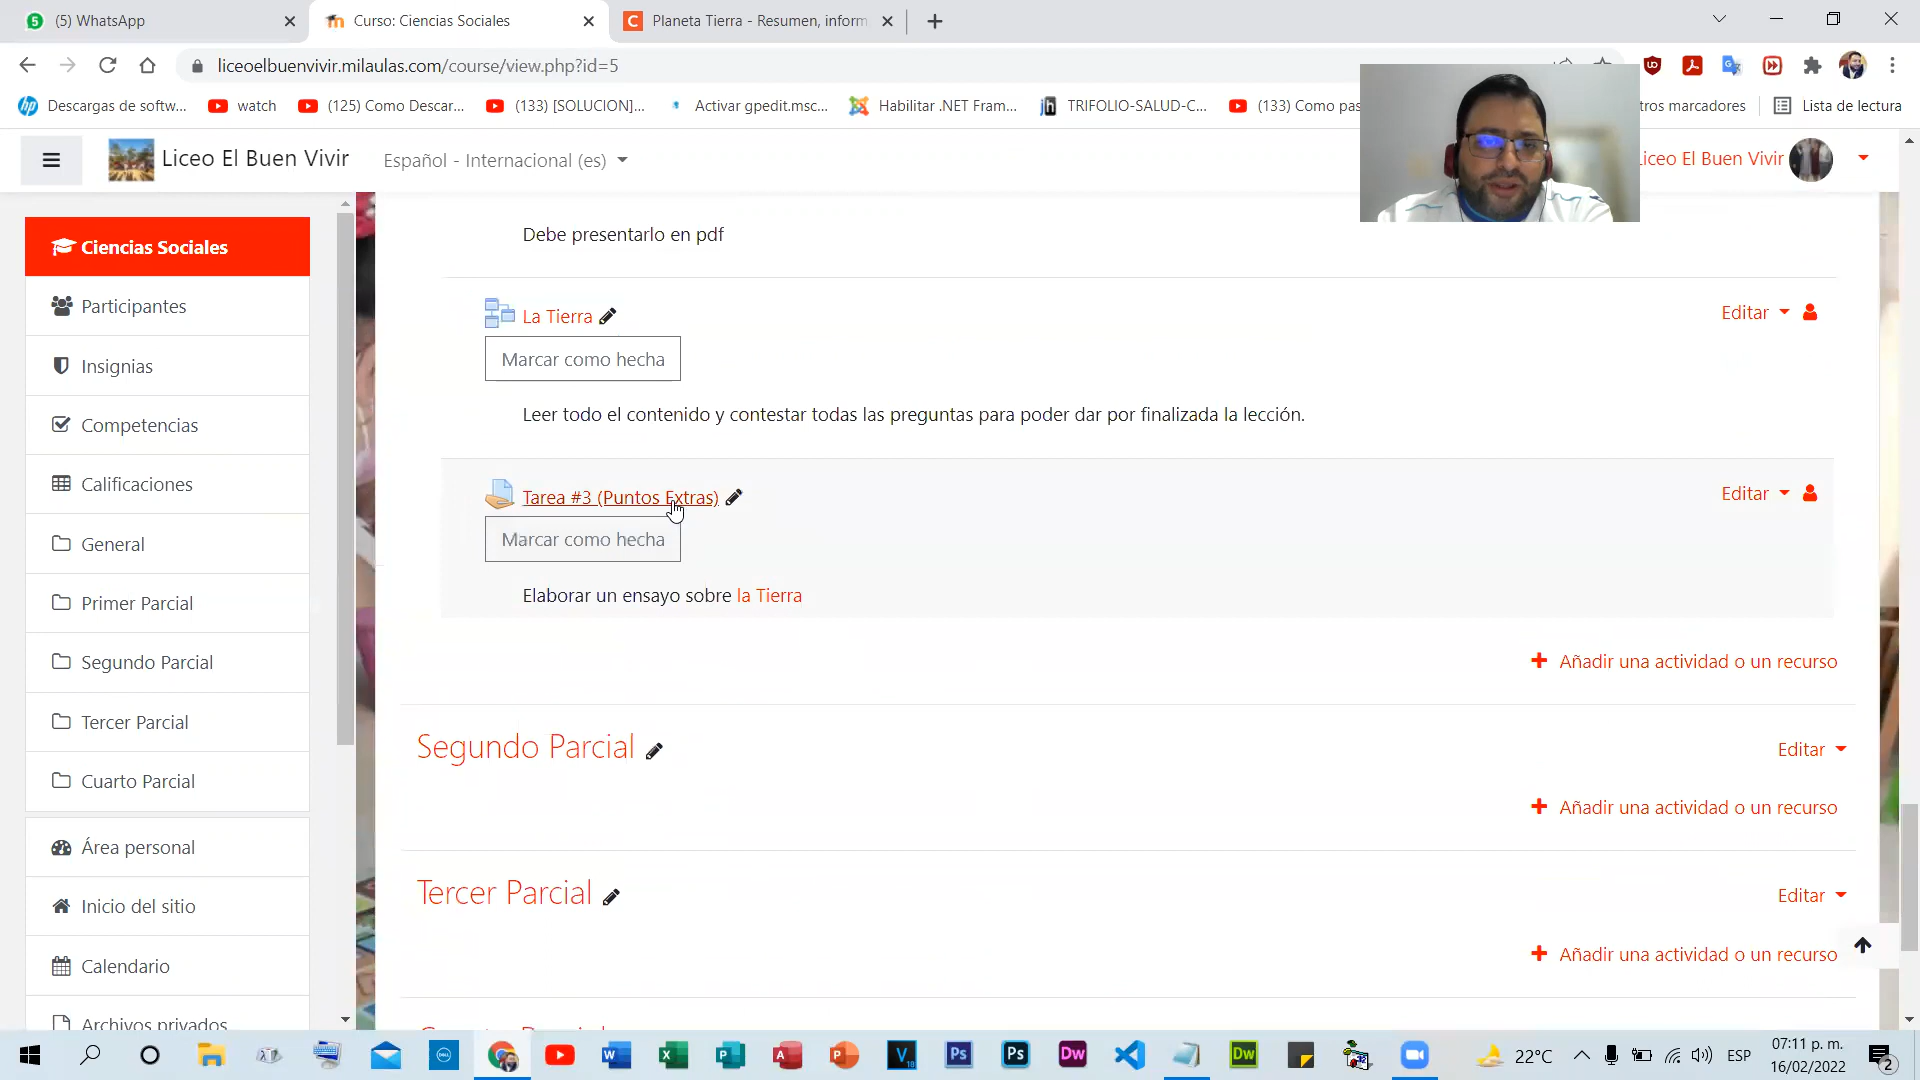 (5) WhatsApp
Curso: Ciencias Sociales
Planeta Tierra - Resumen, inform
liceoelbuenvivir.milaulas.com/course/view.php?id=5
Descargas de softw...
watch
(125) Como Descar...
(133) [SOLUCION]...
Activar gpedit.msc...
Habilitar .NET Fram...
TRIFOLIO-SALUD-C...
(133) Como pas
tros marcadores
Lista de lectura
Liceo El Buen Vivir
Español - Internacional (es)
Liceo El Buen Vivir
Ciencias Sociales
Participantes
Insignias
Competencias
Calificaciones
General
Primer Parcial
Segundo Parcial
Tercer Parcial
Cuarto Parcial
Área personal
Inicio del sitio
Calendario
Archivos privados
Debe presentarlo en pdf
La Tierra
Editar
Marcar como hecha
Leer todo el contenido y contestar todas las preguntas para poder dar por finalizada la lección.
Tarea #3 (Puntos Extras)
Editar
Marcar como hecha
Elaborar un ensayo sobre la Tierra
Añadir una actividad o un recurso
Segundo Parcial
Editar
Añadir una actividad o un recurso
Tercer Parcial
Editar
Añadir una actividad o un recurso
22°C
ESP
07:11 p. m.
16/02/2022
2